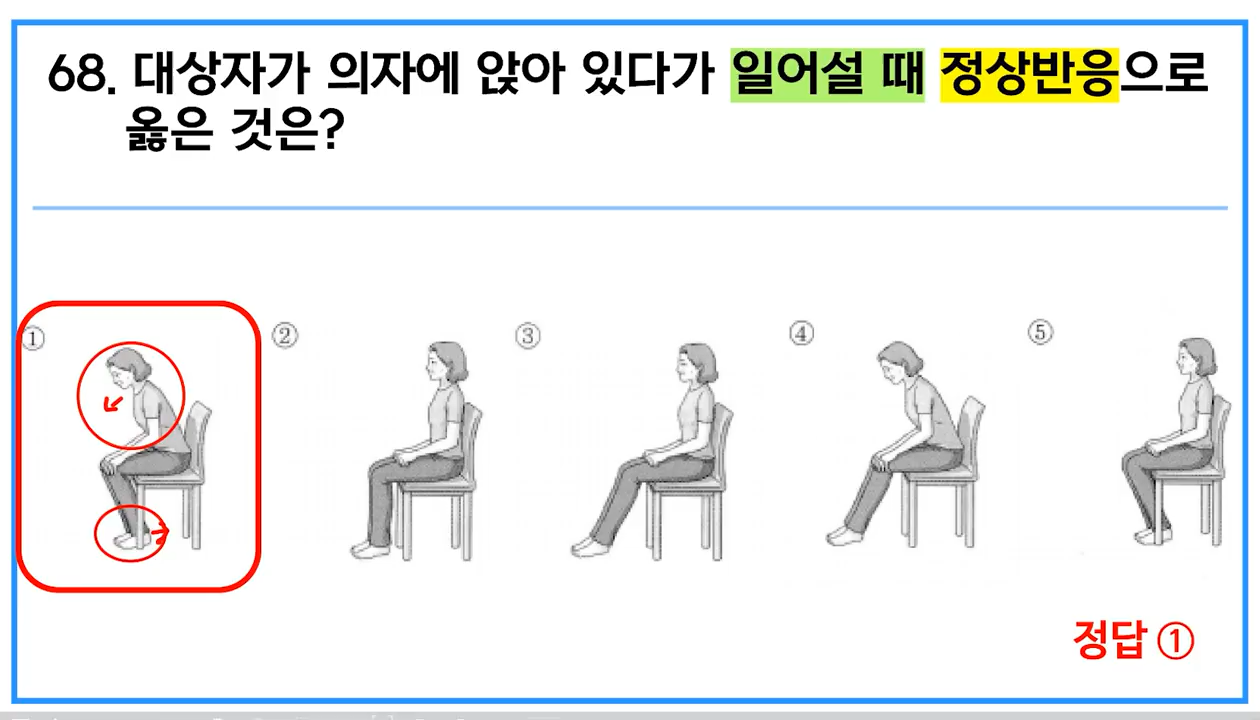 68. 대상자가 의자에 앉아 있다가 일어설 때 정상반응으로
옳은 것은?
① ② ③ ④ ⑤
정답 ①